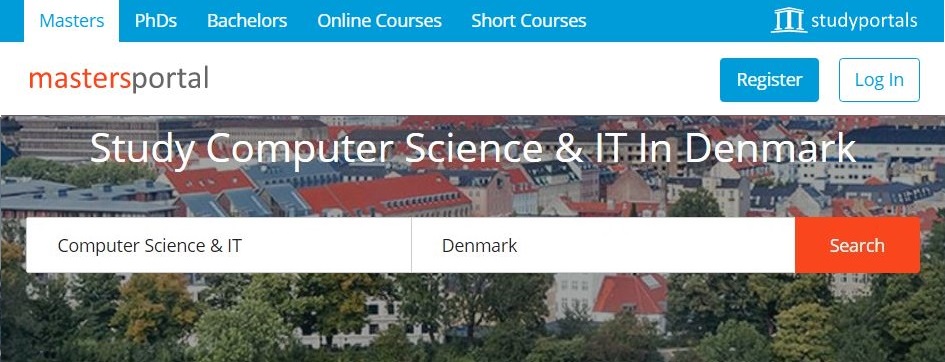 Masters PhDs Bachelors Online Courses Short Courses studyportals
mastersportal Register Log In
Study Computer Science & IT In Denmark
Computer Science & IT Denmark Search